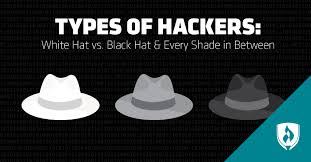 TYPES OF HACKERS:
White Hat vs. Black Hat & Every Shade in Between